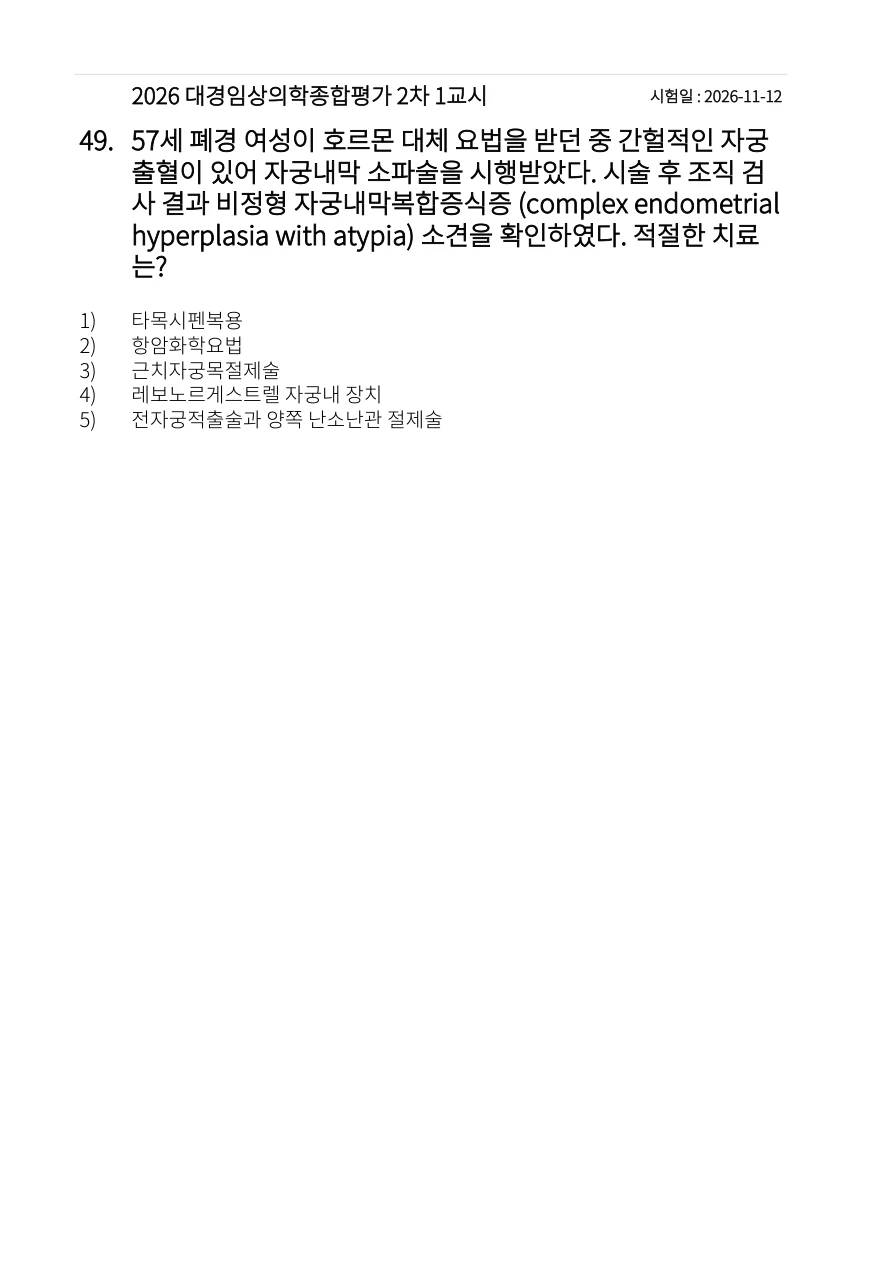 2026 대경임상의학종합평가 2차 1교시 시험일 : 2026-11-12
49. 57세 폐경 여성이 호르몬 대체 요법을 받던 중 간헐적인 자궁
출혈이 있어 자궁내막 소파술을 시행받았다. 시술 후 조직 검
사 결과 비정형 자궁내막복합증식증 (complex endometrial
hyperplasia with atypia) 소견을 확인하였다. 적절한 치료
는?
1) 타목시펜복용
2) 항암화학요법
3) 근치자궁목절제술
4) 레보노르게스트렐 자궁내 장치
5) 전자궁적출술과 양쪽 난소난관 절제술